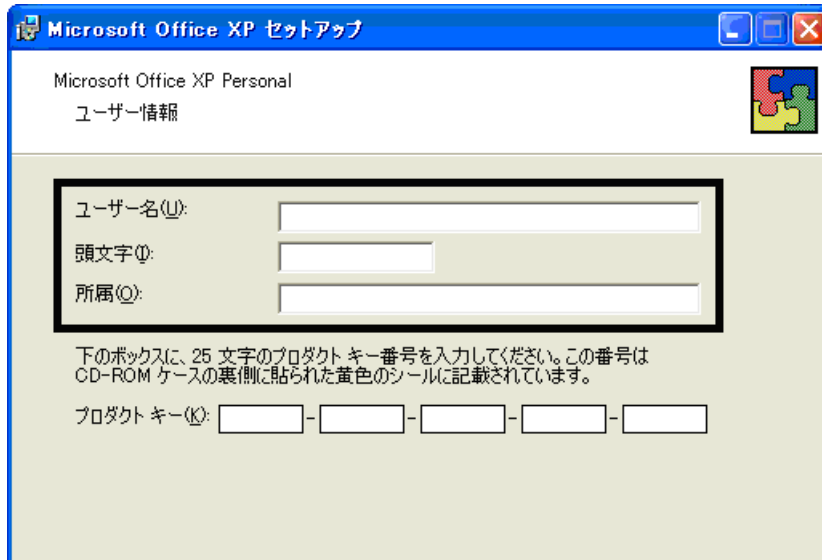 Microsoft Office XP セットアップ
Microsoft Office XP Personal
ユーザー情報
ユーザー名(U):
頭文字(I):
所属(O):
下のボックスに、25 文字のプロダクト キー番号を入力してください。この番号は
CD-ROM ケースの裏側に貼られた黄色のシールに記載されています。
プロダクト キー(K): - - - -